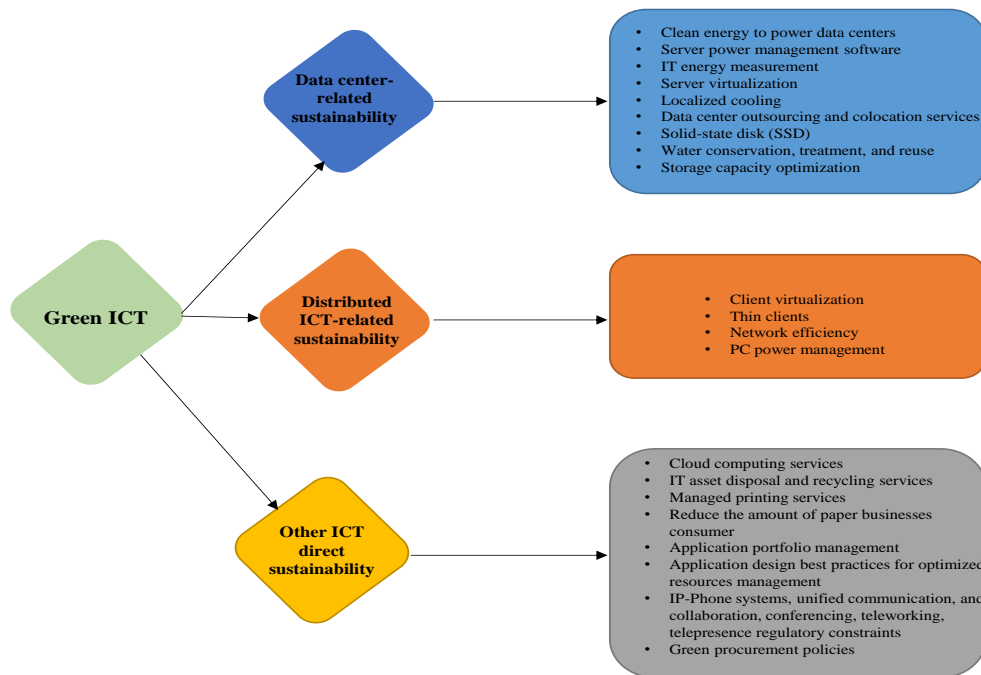 Green ICT
Data center-
related
sustainability
• Clean energy to power data centers
• Server power management software
• IT energy measurement
• Server virtualization
• Localized cooling
• Data center outsourcing and colocation services
• Solid-state disk (SSD)
• Water conservation, treatment, and reuse
• Storage capacity optimization
Distributed
ICT-related
sustainability
• Client virtualization
• Thin clients
• Network efficiency
• PC power management
Other ICT
direct
sustainability
• Cloud computing services
• IT asset disposal and recycling services
• Managed printing services
• Reduce the amount of paper businesses
consumer
• Application portfolio management
• Application design best practices for optimized
resources management
• IP-Phone systems, unified communication, and
collaboration, conferencing, teleworking,
telepresence regulatory constraints
• Green procurement policies